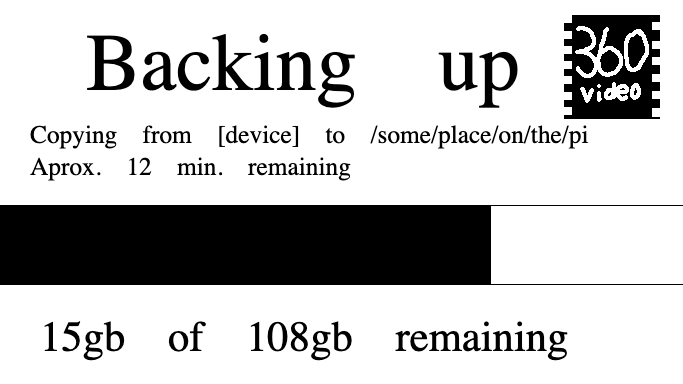 Backing up
360
video
Copying from [device] to /some/place/on/the/pi
Aprox. 12 min. remaining
15gb of 108gb remaining